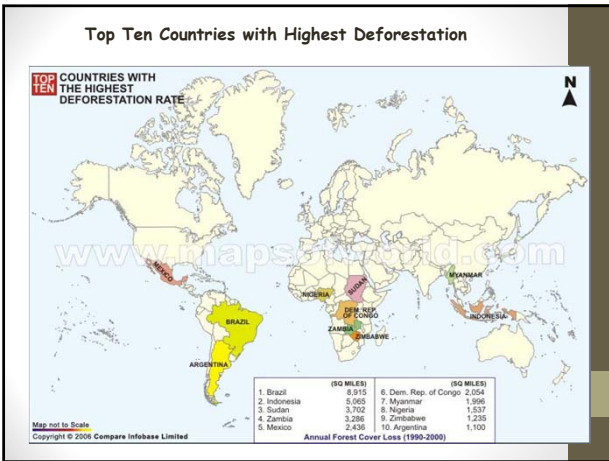 Top Ten Countries with Highest Deforestation
TOP TEN
COUNTRIES WITH
THE HIGHEST
DEFORESTATION RATE
N
www.mapsofworld.com
MEXICO
BRAZIL
ARGENTINA
NIGERIA
SUDAN
DEM. REP.
OF CONGO
ZAMBIA
ZIMBABWE
MYANMAR
INDONESIA
(SQ MILES) (SQ MILES)
1. Brazil 8,915 6. Dem. Rep. of Congo 2,054
2. Indonesia 5,065 7. Myanmar 1,996
3. Sudan 3,702 8. Nigeria 1,537
4. Zambia 3,286 9. Zimbabwe 1,235
5. Mexico 2,436 10. Argentina 1,100
Annual Forest Cover Loss (1990-2000)
Map not to Scale
Copyright © 2006 Compare Infobase Limited